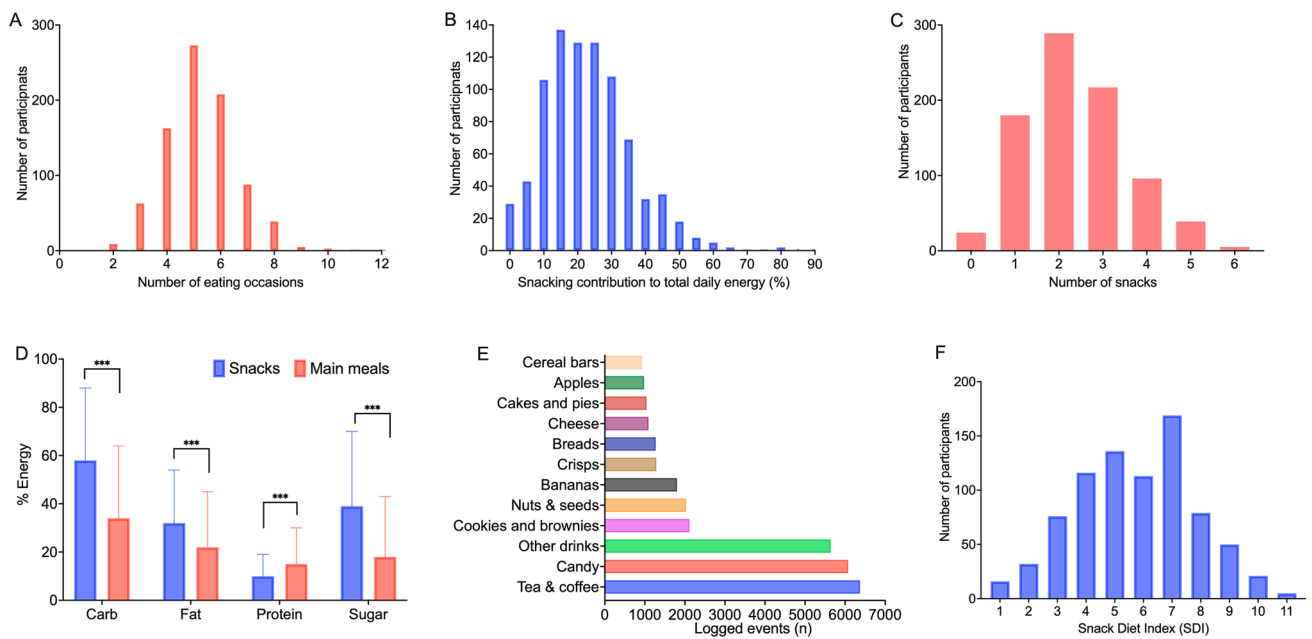 A
Number of participnats
300
200
100
0
0
2
4
6
8
10
12
Number of eating occasions
B
Number of participants
140
120
100
80
60
40
20
0
0
10
20
30
40
50
60
70
80
90
Snacking contribution to total daily energy (%)
C
Number of participants
300
200
100
0
0
1
2
3
4
5
6
Number of snacks
D
% Energy
100
80
60
40
20
0
Snacks
Main meals
***
***
***
***
Carb
Fat
Protein
Sugar
E
Cereal bars
Apples
Cakes and pies
Cheese
Breads
Crisps
Bananas
Nuts & seeds
Cookies and brownies
Other drinks
Candy
Tea & coffee
0
1000
2000
3000
4000
5000
6000
7000
Logged events (n)
F
Number of participants
200
150
100
50
0
1
2
3
4
5
6
7
8
9
10
11
Snack Diet Index (SDI)